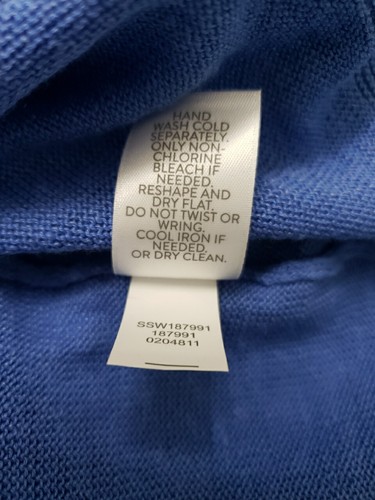 HAND
WASH COLD
SEPARATELY.
ONLY NON-
CHLORINE
BLEACH IF
NEEDED.
RESHAPE AND
DRY FLAT.
DO NOT TWIST OR
WRING.
COOL IRON IF
NEEDED.
OR DRY CLEAN.
SSW187991
187991
0204811